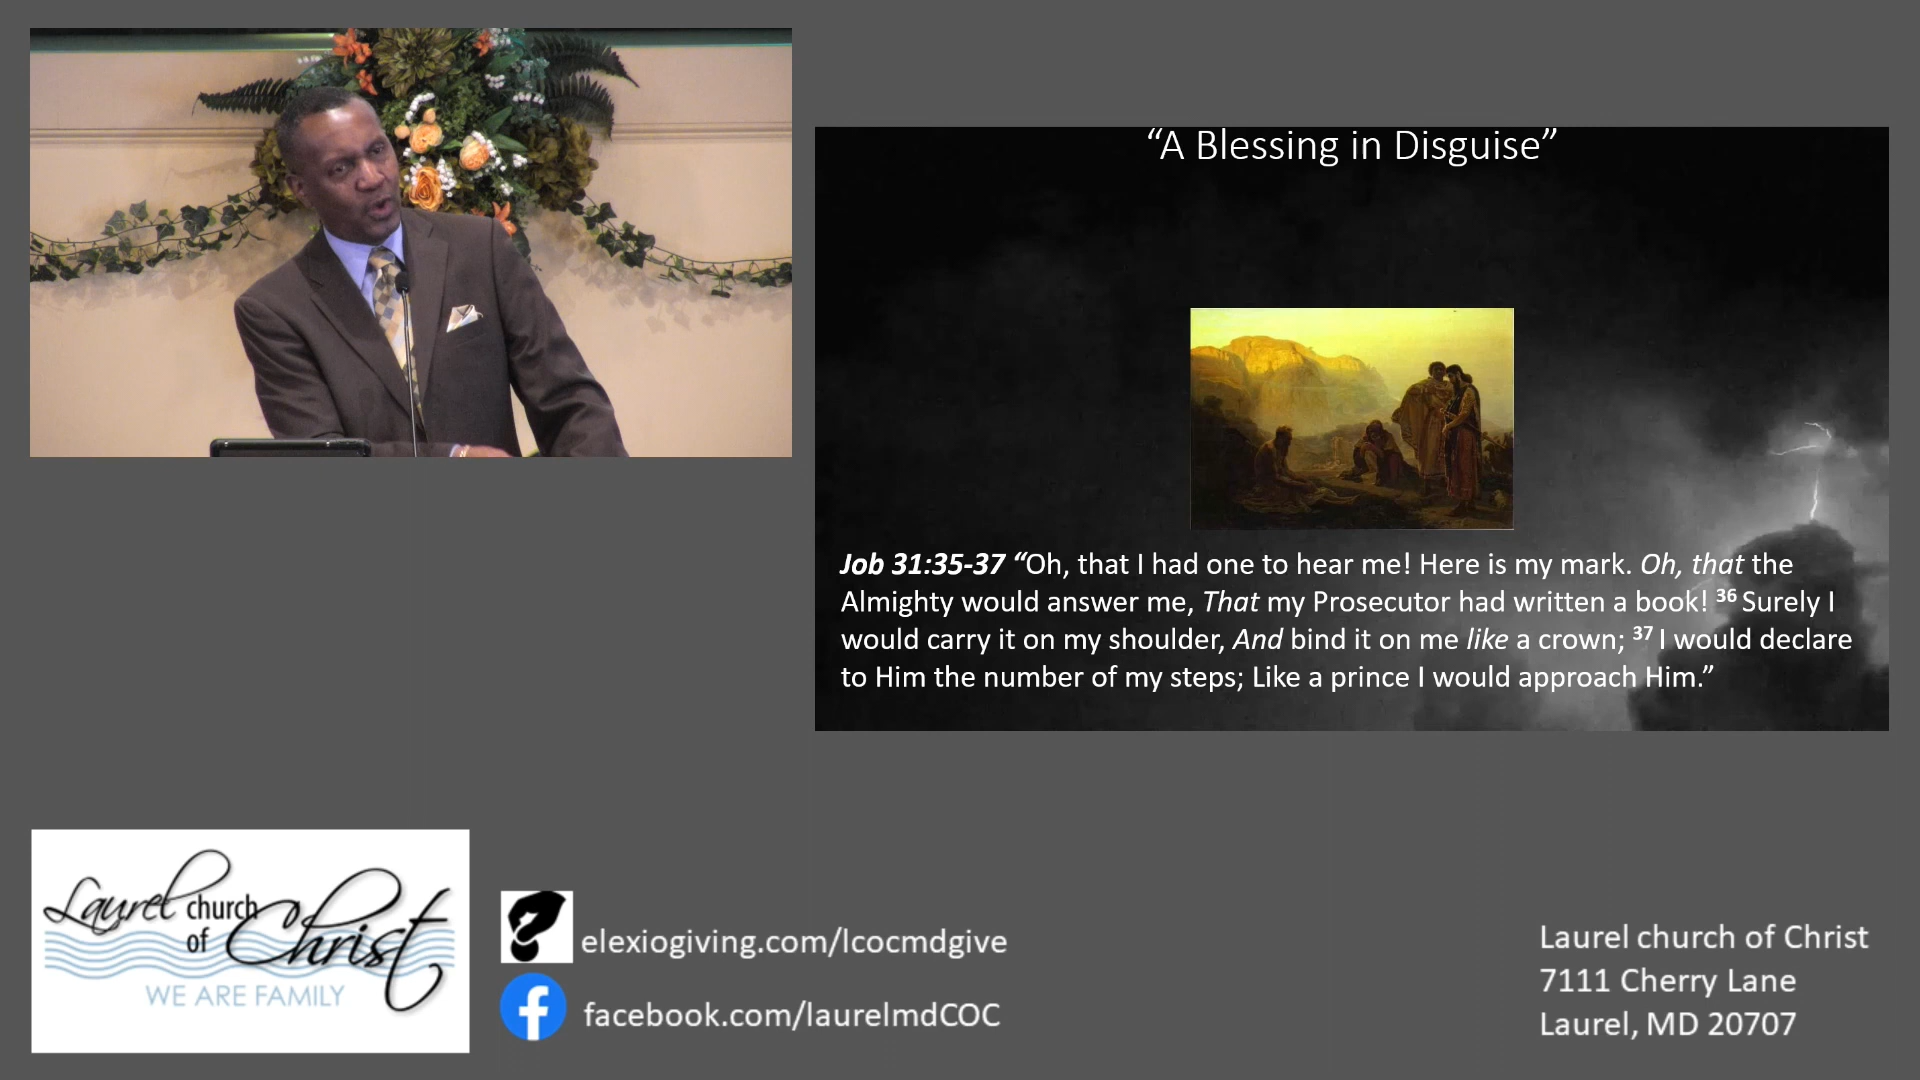 “A Blessing in Disguise”
Job 31:35-37 “Oh, that I had one to hear me! Here is my mark. Oh, that the
Almighty would answer me, That my Prosecutor had written a book! 36 Surely I
would carry it on my shoulder, And bind it on me like a crown; 37 I would declare
to Him the number of my steps; Like a prince I would approach Him.”
Laurel church
of Christ
WE ARE FAMILY
elexiogiving.com/lcocmdgive
facebook.com/laurelmdCOC
Laurel church of Christ
7111 Cherry Lane
Laurel, MD 20707